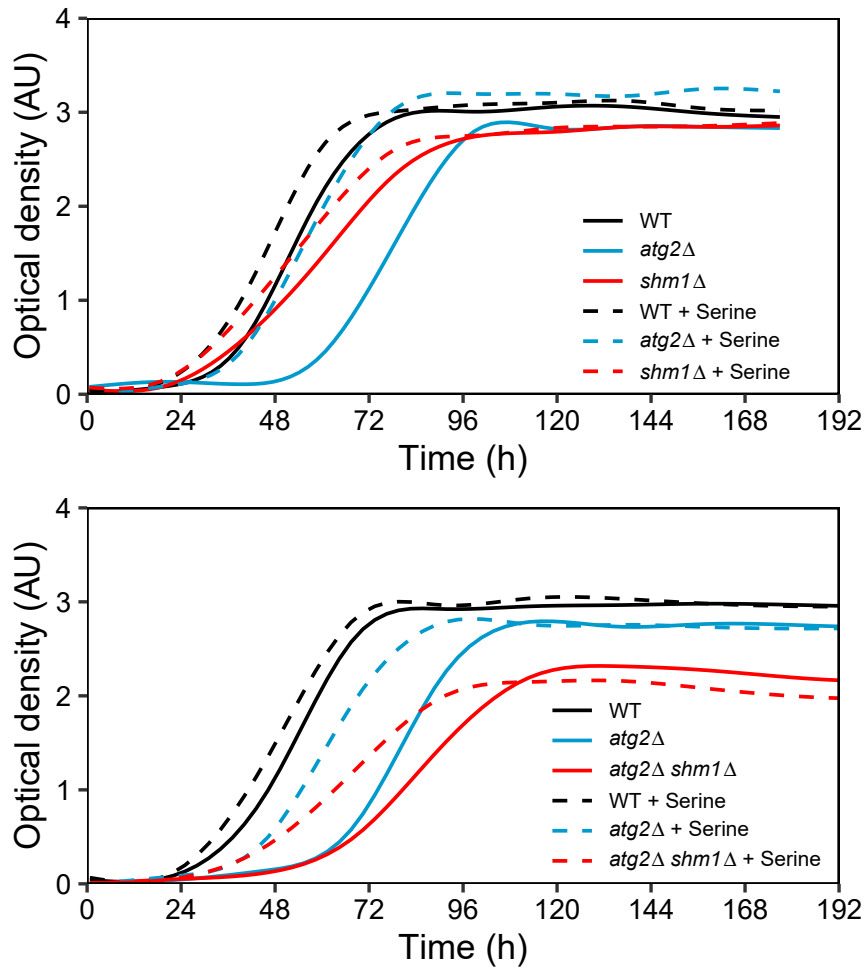 4
3
2
1
0
Optical density (AU)
WT
atg2Δ
shm1Δ
WT + Serine
atg2Δ + Serine
shm1Δ + Serine
0 24 48 72 96 120 144 168 192
Time (h)
4
3
2
1
0
Optical density (AU)
WT
atg2Δ
atg2Δ shm1Δ
WT + Serine
atg2Δ + Serine
atg2Δ shm1Δ + Serine
0 24 48 72 96 120 144 168 192
Time (h)